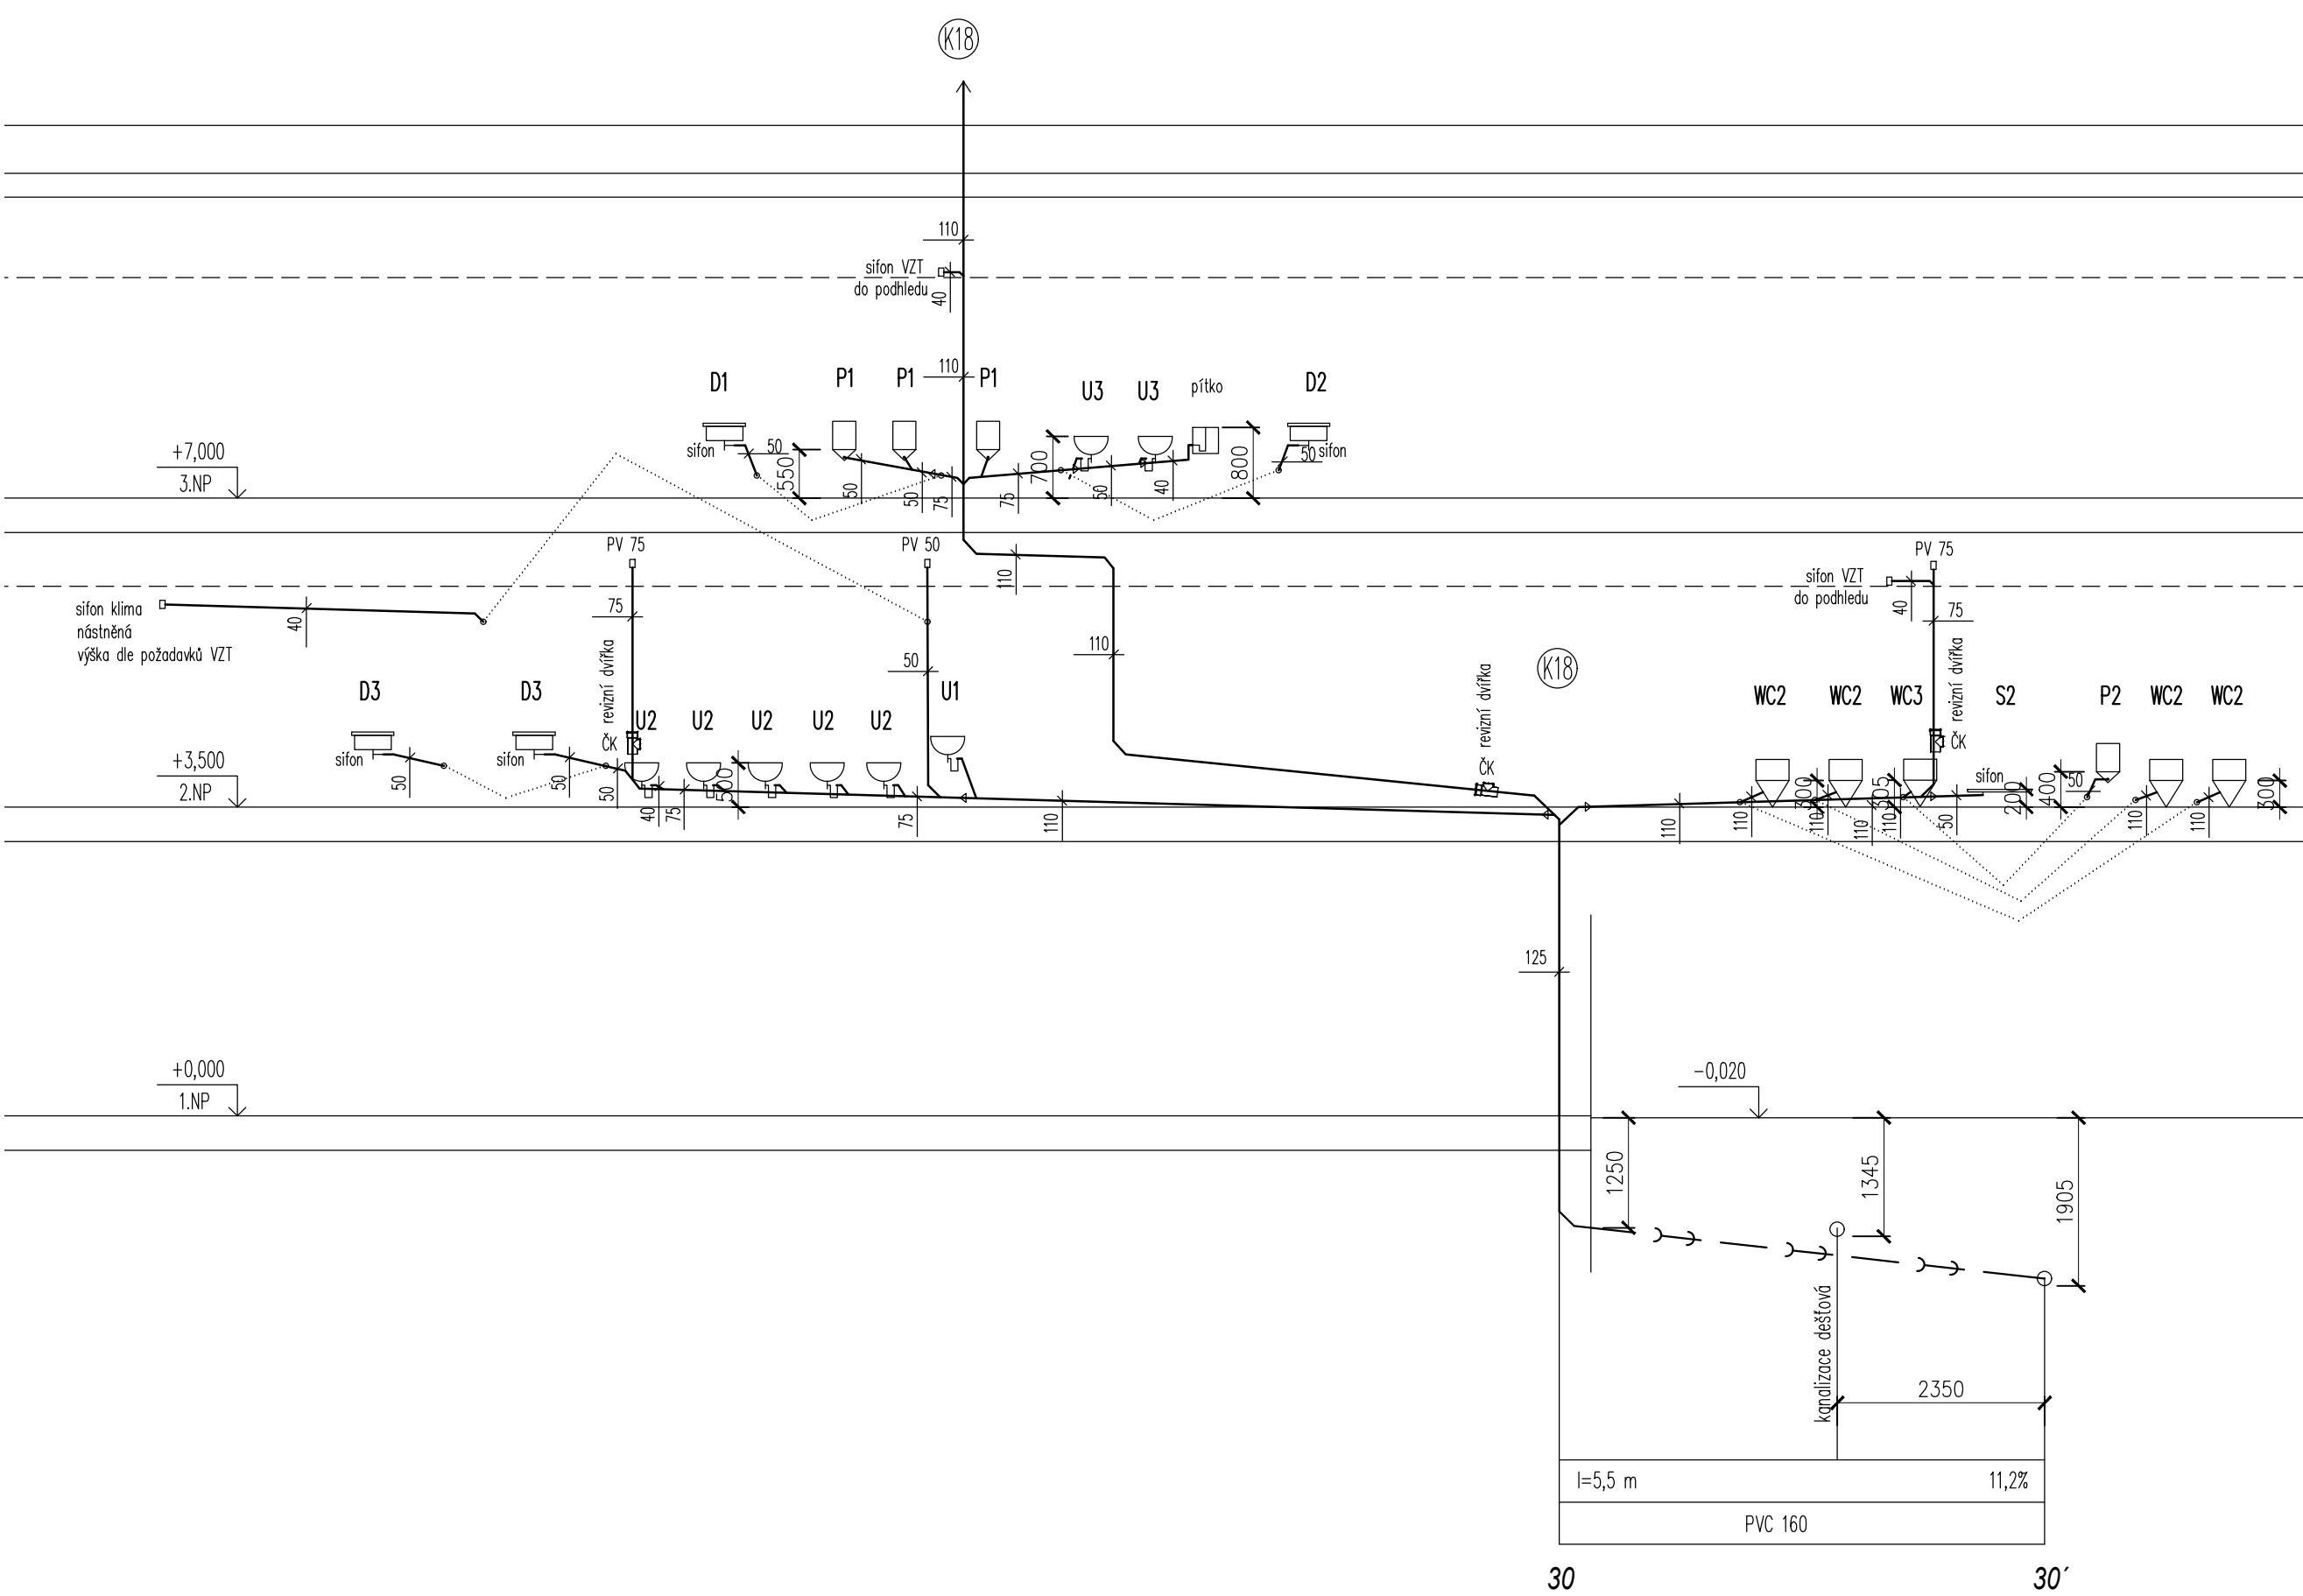 K18
110
sifon VZT
do podhledu
40
110
D1
P1
P1
P1
U3
U3
pítko
D2
+7,000
3.NP
sifon
50
550
50
50
75
75
700
50
40
800
50
sifon
PV 75
PV 50
PV 75
110
sifon VZT
do podhledu
40
75
sifon klima
nástněná
výška dle požadavků VZT
40
75
revizní dvířka
ČK
50
110
revizní dvířka
ČK
K18
revizní dvířka
ČK
D3
D3
U2
U2
U2
U2
U2
U1
WC2
WC2
WC3
S2
P2
WC2
WC2
+3,500
2.NP
sifon
50
sifon
50
50
40
75
500
75
110
110
110
300
110
110
305
110
50
sifon
200
400
50
110
110
300
125
+0,000
1.NP
-0,020
1250
1345
1905
kanalizace dešťová
2350
l=5,5 m
11,2%
PVC 160
30
30´